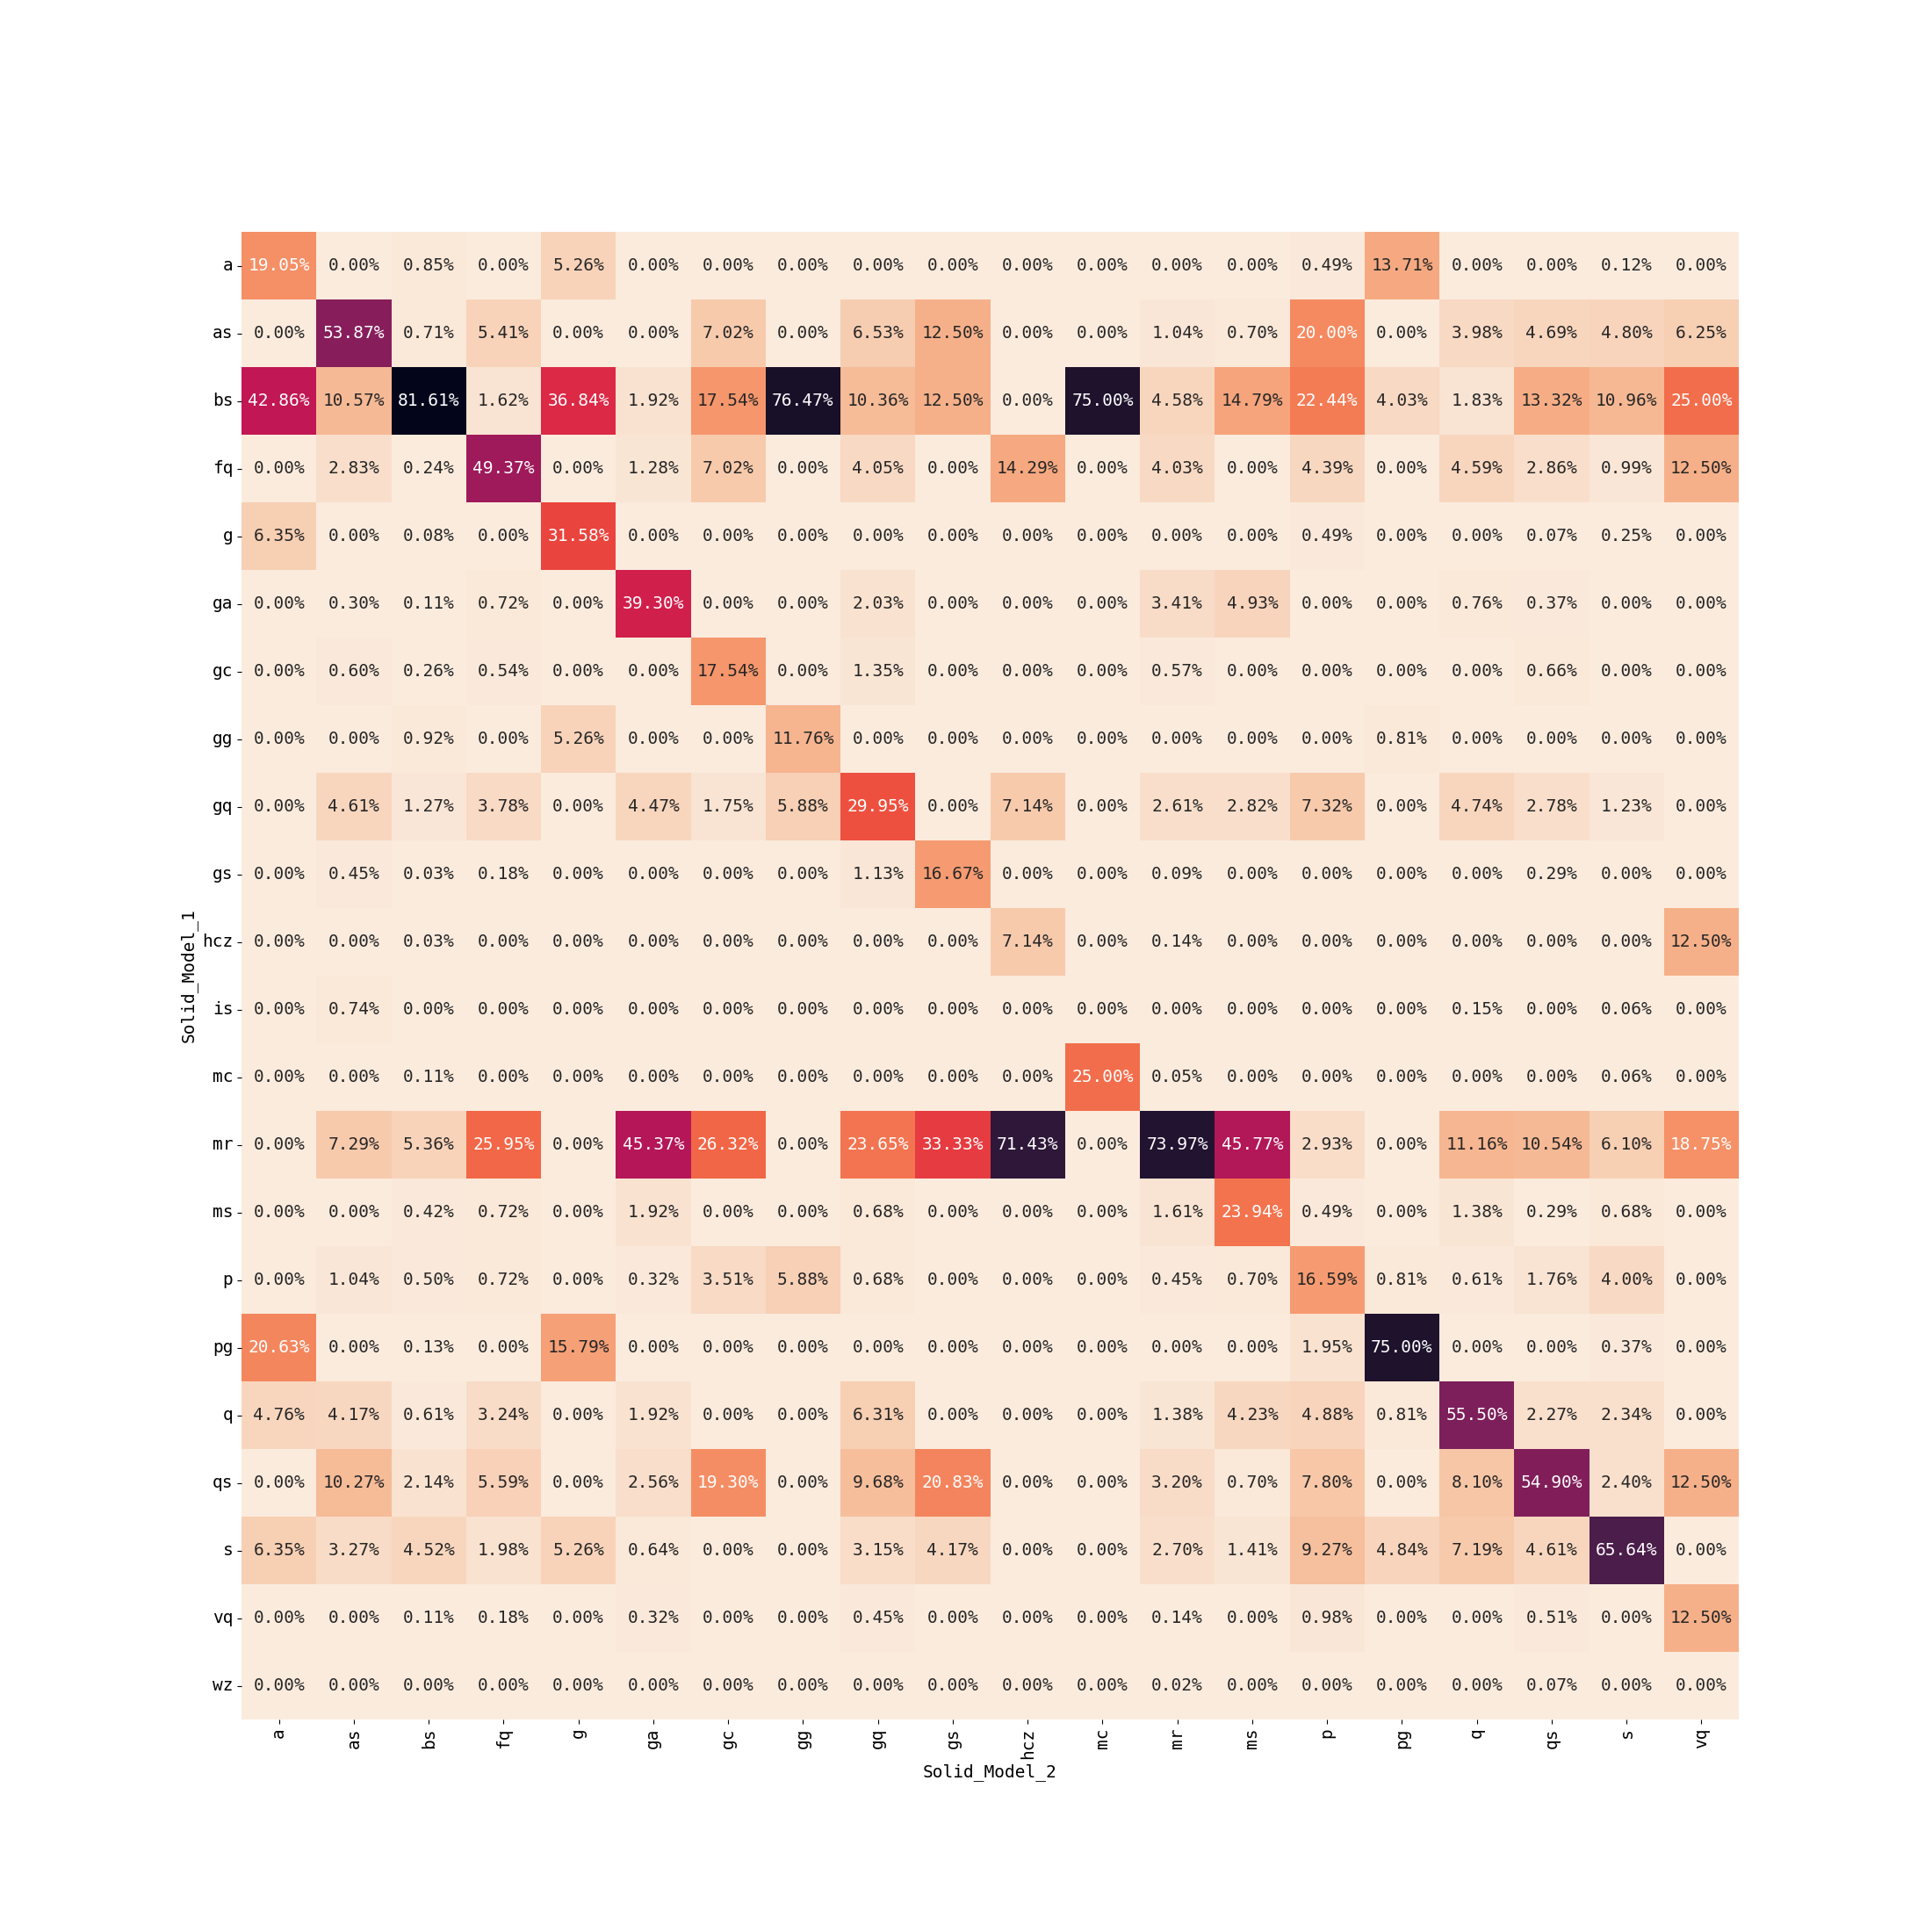 a 19.05% 0.00% 0.85% 0.00% 5.26% 0.00% 0.00% 0.00% 0.00% 0.00% 0.00% 0.00% 0.00% 0.00% 0.49% 13.71% 0.00% 0.00% 0.12% 0.00%
as 0.00% 53.87% 0.71% 5.41% 0.00% 0.00% 7.02% 0.00% 6.53% 12.50% 0.00% 0.00% 1.04% 0.70% 20.00% 0.00% 3.98% 4.69% 4.80% 6.25%
bs 42.86% 10.57% 81.61% 1.62% 36.84% 1.92% 17.54% 76.47% 10.36% 12.50% 0.00% 75.00% 4.58% 14.79% 22.44% 4.03% 1.83% 13.32% 10.96% 25.00%
fq 0.00% 2.83% 0.24% 49.37% 0.00% 1.28% 7.02% 0.00% 4.05% 0.00% 14.29% 0.00% 4.03% 0.00% 4.39% 0.00% 4.59% 2.86% 0.99% 12.50%
g 6.35% 0.00% 0.08% 0.00% 31.58% 0.00% 0.00% 0.00% 0.00% 0.00% 0.00% 0.00% 0.00% 0.00% 0.49% 0.00% 0.00% 0.07% 0.25% 0.00%
ga 0.00% 0.30% 0.11% 0.72% 0.00% 39.30% 0.00% 0.00% 2.03% 0.00% 0.00% 0.00% 3.41% 4.93% 0.00% 0.00% 0.76% 0.37% 0.00% 0.00%
gc 0.00% 0.60% 0.26% 0.54% 0.00% 0.00% 17.54% 0.00% 1.35% 0.00% 0.00% 0.00% 0.57% 0.00% 0.00% 0.00% 0.00% 0.66% 0.00% 0.00%
gg 0.00% 0.00% 0.92% 0.00% 5.26% 0.00% 0.00% 11.76% 0.00% 0.00% 0.00% 0.00% 0.00% 0.00% 0.00% 0.81% 0.00% 0.00% 0.00% 0.00%
gq 0.00% 4.61% 1.27% 3.78% 0.00% 4.47% 1.75% 5.88% 29.95% 0.00% 7.14% 0.00% 2.61% 2.82% 7.32% 0.00% 4.74% 2.78% 1.23% 0.00%
gs 0.00% 0.45% 0.03% 0.18% 0.00% 0.00% 0.00% 0.00% 1.13% 16.67% 0.00% 0.00% 0.09% 0.00% 0.00% 0.00% 0.00% 0.29% 0.00% 0.00%
Solid_Model_1
hcz 0.00% 0.00% 0.03% 0.00% 0.00% 0.00% 0.00% 0.00% 0.00% 0.00% 7.14% 0.00% 0.14% 0.00% 0.00% 0.00% 0.00% 0.00% 0.00% 12.50%
is 0.00% 0.74% 0.00% 0.00% 0.00% 0.00% 0.00% 0.00% 0.00% 0.00% 0.00% 0.00% 0.00% 0.00% 0.00% 0.00% 0.15% 0.00% 0.06% 0.00%
mc 0.00% 0.00% 0.11% 0.00% 0.00% 0.00% 0.00% 0.00% 0.00% 0.00% 0.00% 25.00% 0.05% 0.00% 0.00% 0.00% 0.00% 0.00% 0.06% 0.00%
mr 0.00% 7.29% 5.36% 25.95% 0.00% 45.37% 26.32% 0.00% 23.65% 33.33% 71.43% 0.00% 73.97% 45.77% 2.93% 0.00% 11.16% 10.54% 6.10% 18.75%
ms 0.00% 0.00% 0.42% 0.72% 0.00% 1.92% 0.00% 0.00% 0.68% 0.00% 0.00% 0.00% 1.61% 23.94% 0.49% 0.00% 1.38% 0.29% 0.68% 0.00%
p 0.00% 1.04% 0.50% 0.72% 0.00% 0.32% 3.51% 5.88% 0.68% 0.00% 0.00% 0.00% 0.45% 0.70% 16.59% 0.81% 0.61% 1.76% 4.00% 0.00%
pg 20.63% 0.00% 0.13% 0.00% 15.79% 0.00% 0.00% 0.00% 0.00% 0.00% 0.00% 0.00% 0.00% 0.00% 1.95% 75.00% 0.00% 0.00% 0.37% 0.00%
q 4.76% 4.17% 0.61% 3.24% 0.00% 1.92% 0.00% 0.00% 6.31% 0.00% 0.00% 0.00% 1.38% 4.23% 4.88% 0.81% 55.50% 2.27% 2.34% 0.00%
qs 0.00% 10.27% 2.14% 5.59% 0.00% 2.56% 19.30% 0.00% 9.68% 20.83% 0.00% 0.00% 3.20% 0.70% 7.80% 0.00% 8.10% 54.90% 2.40% 12.50%
s 6.35% 3.27% 4.52% 1.98% 5.26% 0.64% 0.00% 0.00% 3.15% 4.17% 0.00% 0.00% 2.70% 1.41% 9.27% 4.84% 7.19% 4.61% 65.64% 0.00%
vq 0.00% 0.00% 0.11% 0.18% 0.00% 0.32% 0.00% 0.00% 0.45% 0.00% 0.00% 0.00% 0.14% 0.00% 0.98% 0.00% 0.00% 0.51% 0.00% 12.50%
wz 0.00% 0.00% 0.00% 0.00% 0.00% 0.00% 0.00% 0.00% 0.00% 0.00% 0.00% 0.00% 0.02% 0.00% 0.00% 0.00% 0.00% 0.07% 0.00% 0.00%
a as bs fq g ga gc gg gq gs hcz mc mr ms p pg q qs s vq
Solid_Model_2